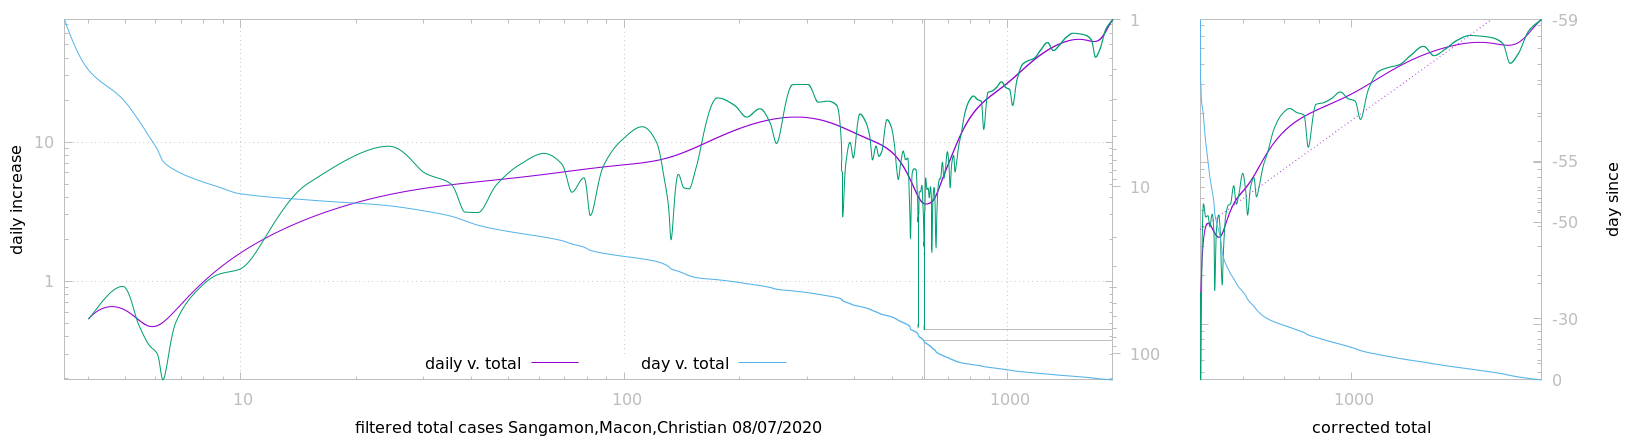 daily increase
10
1
10
100
1000
1
10
100
daily v. total
day v. total
filtered total cases Sangamon,Macon,Christian 08/07/2020
1000
corrected total
-59
-55
-50
-30
0
day since